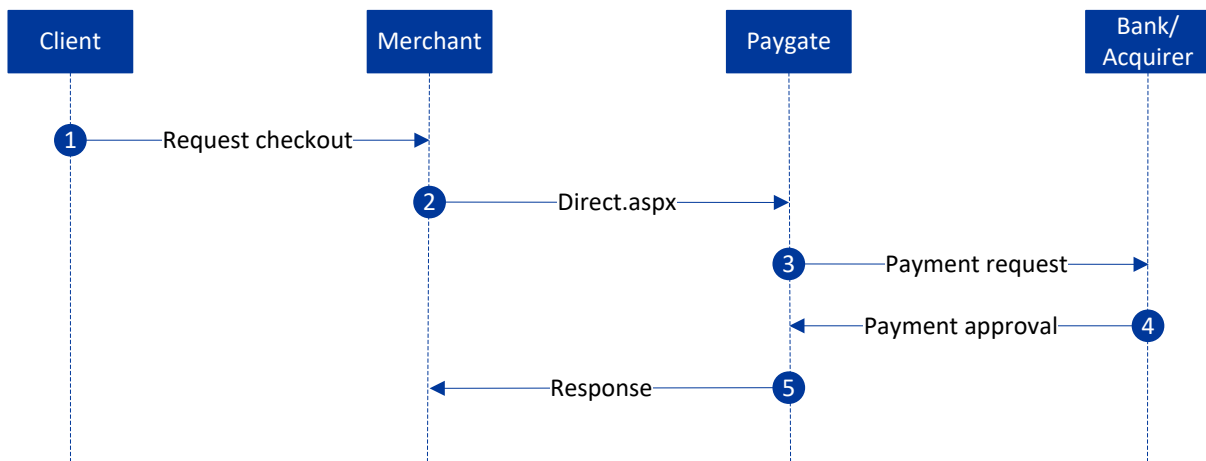 Client
Merchant
Paygate
Bank/
Acquirer
1
Request checkout
2
Direct.aspx
3
Payment request
Payment approval
4
Response
5